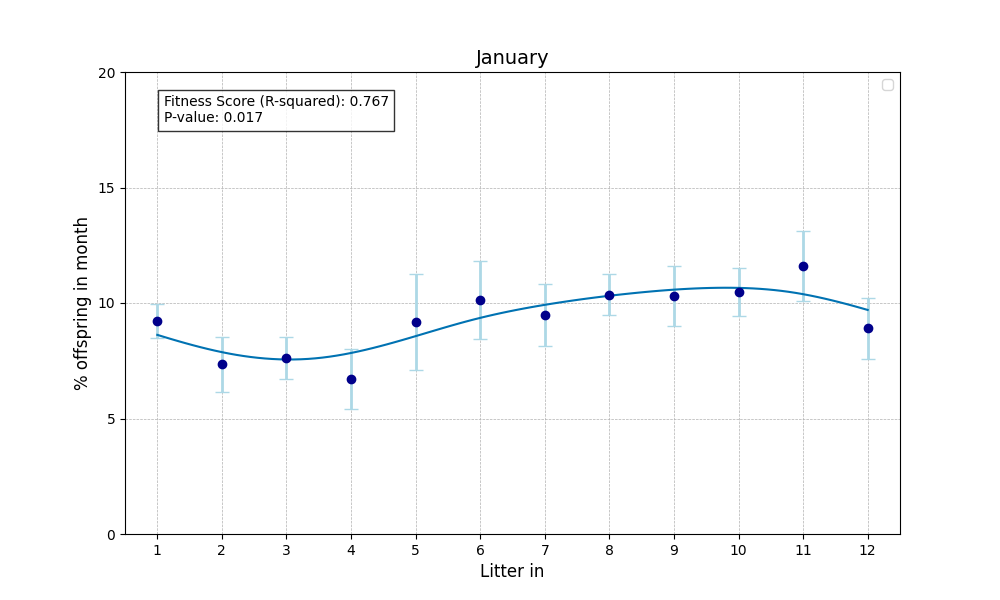 January
Fitness Score (R-squared): 0.767
P-value: 0.017
20
15
10
5
0
% offspring in month
1 2 3 4 5 6 7 8 9 10 11 12
Litter in